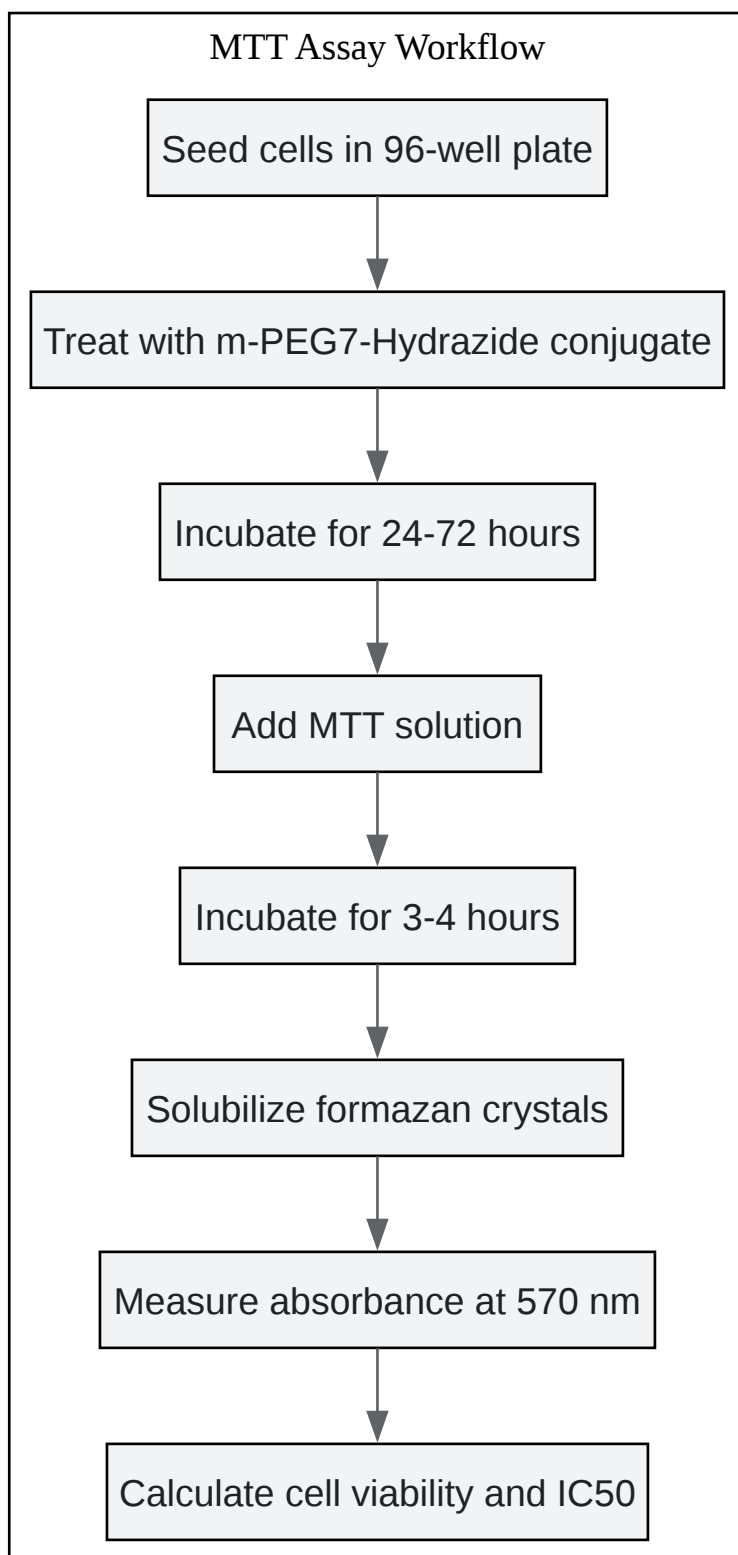 MTT Assay Workflow
Seed cells in 96-well plate
Treat with m-PEG7-Hydrazide conjugate
Incubate for 24-72 hours
Add MTT solution
Incubate for 3-4 hours
Solubilize formazan crystals
Measure absorbance at 570 nm
Calculate cell viability and IC50